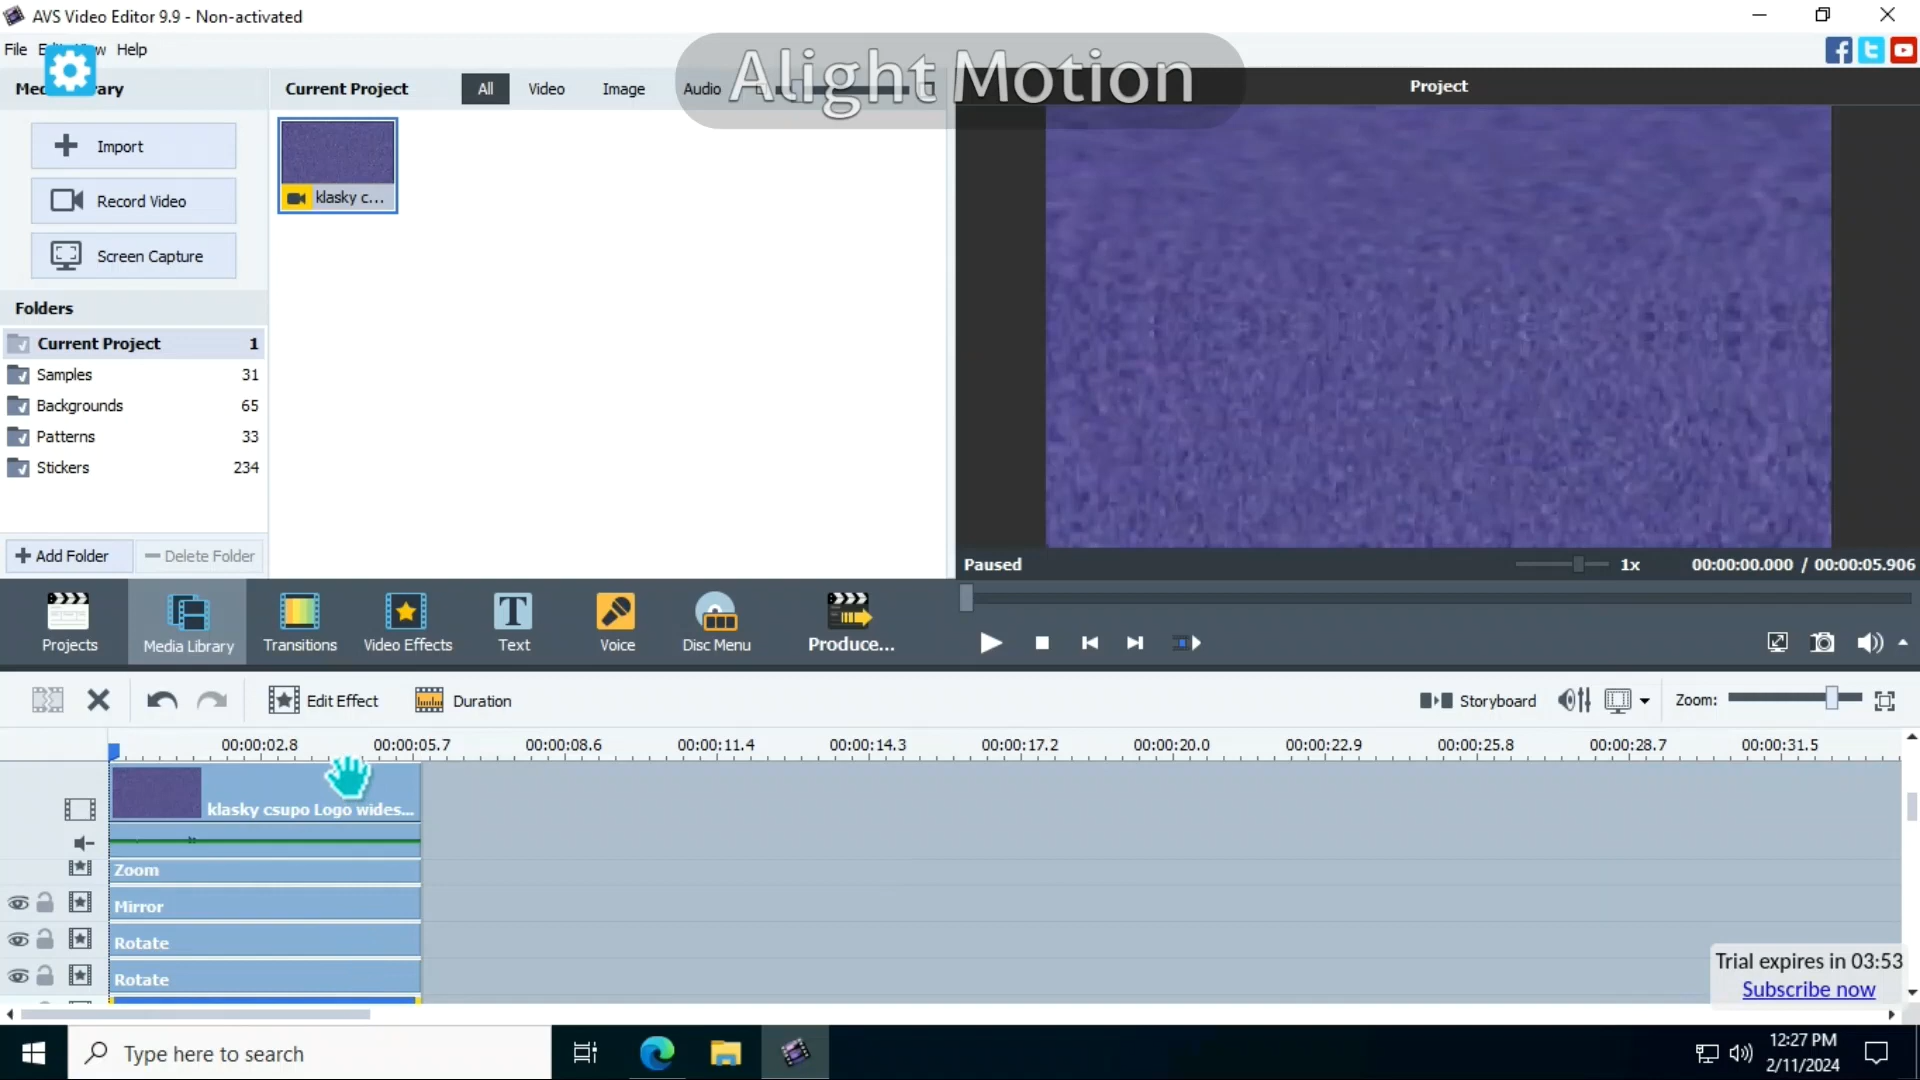 AVS Video Editor 9.9 - Non-activated
File
Help
Alight Motion
Current Project
All
Video
Image
Audio
Project
Import
Record Video
Screen Capture
klasky c...
Folders
Current Project 1
Samples 31
Backgrounds 65
Patterns 33
Stickers 234
Add Folder
Delete Folder
Paused
1x
00:00:00.000 / 00:00:05.906
Projects
Media Library
Transitions
Video Effects
Text
Voice
Disc Menu
Produce...
Edit Effect
Duration
Storyboard
Zoom:
00:00:02.8
00:00:05.7
00:00:08.6
00:00:11.4
00:00:14.3
00:00:17.2
00:00:20.0
00:00:22.9
00:00:25.8
00:00:28.7
00:00:31.5
klasky csupo Logo wides...
Zoom
Mirror
Rotate
Rotate
Trial expires in 03:53
Subscribe now
Type here to search
12:27 PM
2/11/2024